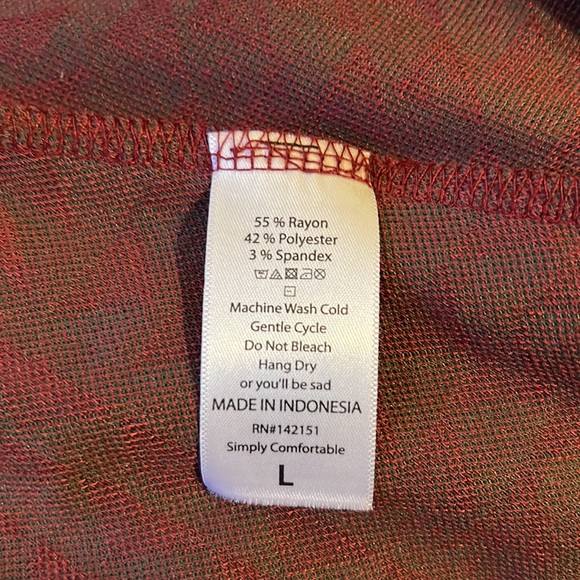 55 % Rayon
42 % Polyester
3 % Spandex
Machine Wash Cold
Gentle Cycle
Do Not Bleach
Hang Dry
or you'll be sad
MADE IN INDONESIA
RN#142151
Simply Comfortable
L